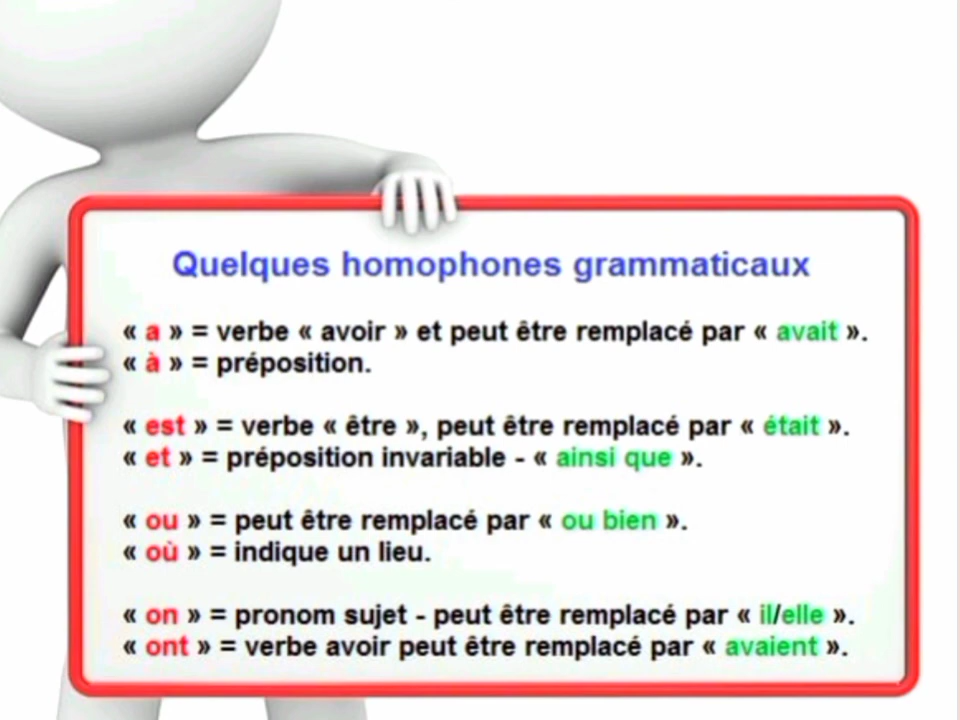 Quelques homophones grammaticaux
« a » = verbe « avoir » et peut être remplacé par « avait ».
« à » = préposition.
« est » = verbe « être », peut être remplacé par « était ».
« et » = préposition invariable - « ainsi que ».
« ou » = peut être remplacé par « ou bien ».
« où » = indique un lieu.
« on » = pronom sujet - peut être remplacé par « il/elle ».
« ont » = verbe avoir peut être remplacé par « avaient ».